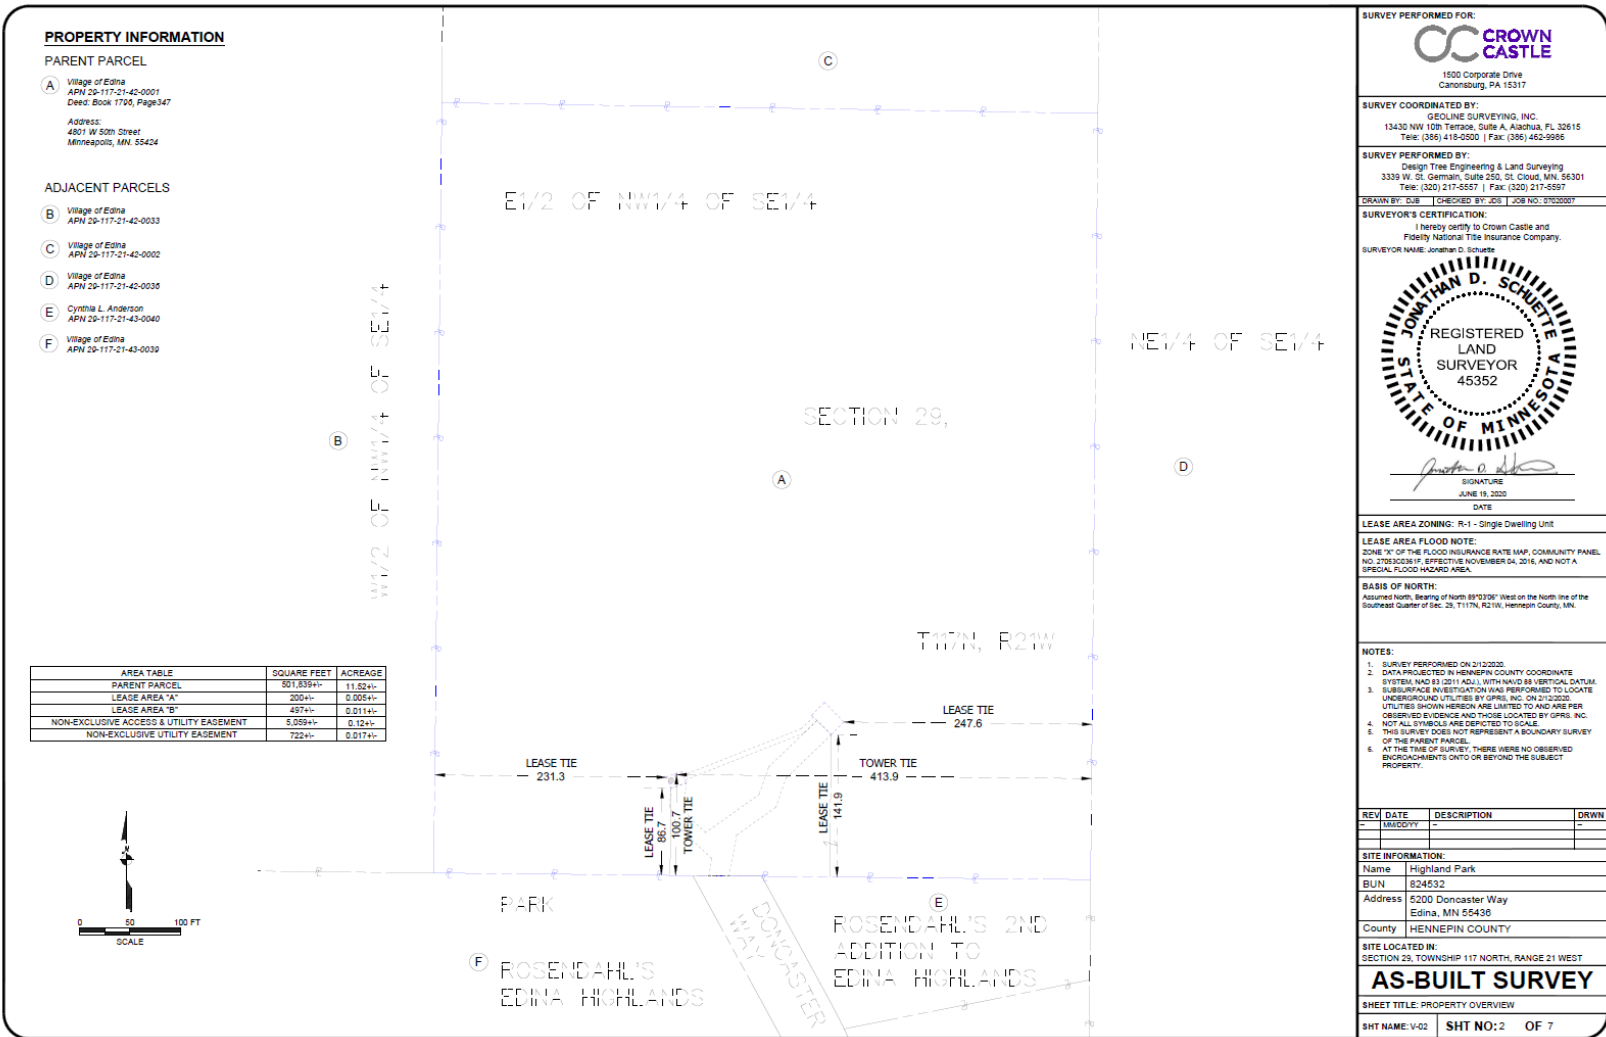 PROPERTY INFORMATION
PARENT PARCEL
A
Village of Edina
APN 29-117-21-42-0001
Deed: Book 1796, Page347
Address:
4801 W 50th Street
Minneapolis, MN. 55424
ADJACENT PARCELS
B
Village of Edina
APN 29-117-21-42-0033
C
Village of Edina
APN 29-117-21-42-0002
D
Village of Edina
APN 29-117-21-42-0036
E
Cynthia L. Anderson
APN 29-117-21-43-0040
F
Village of Edina
APN 29-117-21-43-0039
C
E1/2 OF NW1/4 OF SE1/4
W1/2 OF NW1/4 OF SE1/4
NE1/4 OF SE1/4
SECTION 29,
B
A
D
T117N, R21W
AREA TABLE SQUARE FEET ACREAGE
PARENT PARCEL 501,839+\- 11.52+\-
LEASE AREA "A" 200+\- 0.005+\-
LEASE AREA "B" 497+\- 0.011+\-
NON-EXCLUSIVE ACCESS & UTILITY EASEMENT 5,059+\- 0.12+\-
NON-EXCLUSIVE UTILITY EASEMENT 722+\- 0.017+\-
LEASE TIE
247.6
LEASE TIE
231.3
TOWER TIE
413.9
LEASE TIE
86.7
100.7
TOWER TIE
LEASE TIE
141.9
N
0 50 100 FT
SCALE
PARK
F
ROSENDAHL'S
EDINA HIGHLANDS
DONCASTER
WAY
E
ROSENDAHL'S 2ND
ADDITION TO
EDINA HIGHLANDS
SURVEY PERFORMED FOR:
CROWN
CASTLE
1500 Corporate Drive
Canonsburg, PA 15317
SURVEY COORDINATED BY:
GEOLINE SURVEYING, INC.
13430 NW 10th Terrace, Suite A, Alachua, FL 32615
Tele: (386) 418-0500 | Fax: (386) 462-9986
SURVEY PERFORMED BY:
Design Tree Engineering & Land Surveying
3339 W. St. Germain, Suite 250, St. Cloud, MN. 56301
Tele: (320) 217-5557 | Fax: (320) 217-5597
DRAWN BY: DJB CHECKED BY: JDS JOB NO.: 07020007
SURVEYOR'S CERTIFICATION:
I hereby certify to Crown Castle and
Fidelity National Title Insurance Company.
SURVEYOR NAME: Jonathan D. Schuette
JONATHAN D. SCHUETTE
REGISTERED
LAND
SURVEYOR
45352
STATE OF MINNESOTA
SIGNATURE
JUNE 19, 2020
DATE
LEASE AREA ZONING: R-1 - Single Dwelling Unit
LEASE AREA FLOOD NOTE:
ZONE "X" OF THE FLOOD INSURANCE RATE MAP, COMMUNITY PANEL
NO. 27053C0361F, EFFECTIVE NOVEMBER 04, 2016, AND NOT A
SPECIAL FLOOD HAZARD AREA.
BASIS OF NORTH:
Assumed North, Bearing of North 89°03'06" West on the North line of the
Southeast Quarter of Sec. 29, T117N, R21W, Hennepin County, MN.
NOTES:
1. SURVEY PERFORMED ON 2/12/2020.
2. DATA PROJECTED IN HENNEPIN COUNTY COORDINATE
SYSTEM, NAD 83 (2011 ADJ.), WITH NAVD 88 VERTICAL DATUM.
3. SUBSURFACE INVESTIGATION WAS PERFORMED TO LOCATE
UNDERGROUND UTILITIES BY GPRS, INC. ON 2/12/2020.
UTILITIES SHOWN HEREON ARE LIMITED TO AND ARE PER
OBSERVED EVIDENCE AND THOSE LOCATED BY GPRS, INC.
4. NOT ALL SYMBOLS ARE DEPICTED TO SCALE.
5. THIS SURVEY DOES NOT REPRESENT A BOUNDARY SURVEY
OF THE PARENT PARCEL.
6. AT THE TIME OF SURVEY, THERE WERE NO OBSERVED
ENCROACHMENTS ONTO OR BEYOND THE SUBJECT
PROPERTY.
REV DATE DESCRIPTION DRWN
– MM/DD/YY – –
SITE INFORMATION:
Name Highland Park
BUN 824532
Address 5200 Doncaster Way
Edina, MN 55436
County HENNEPIN COUNTY
SITE LOCATED IN:
SECTION 29, TOWNSHIP 117 NORTH, RANGE 21 WEST
AS-BUILT SURVEY
SHEET TITLE: PROPERTY OVERVIEW
SHT NAME: V-02 SHT NO: 2 OF 7